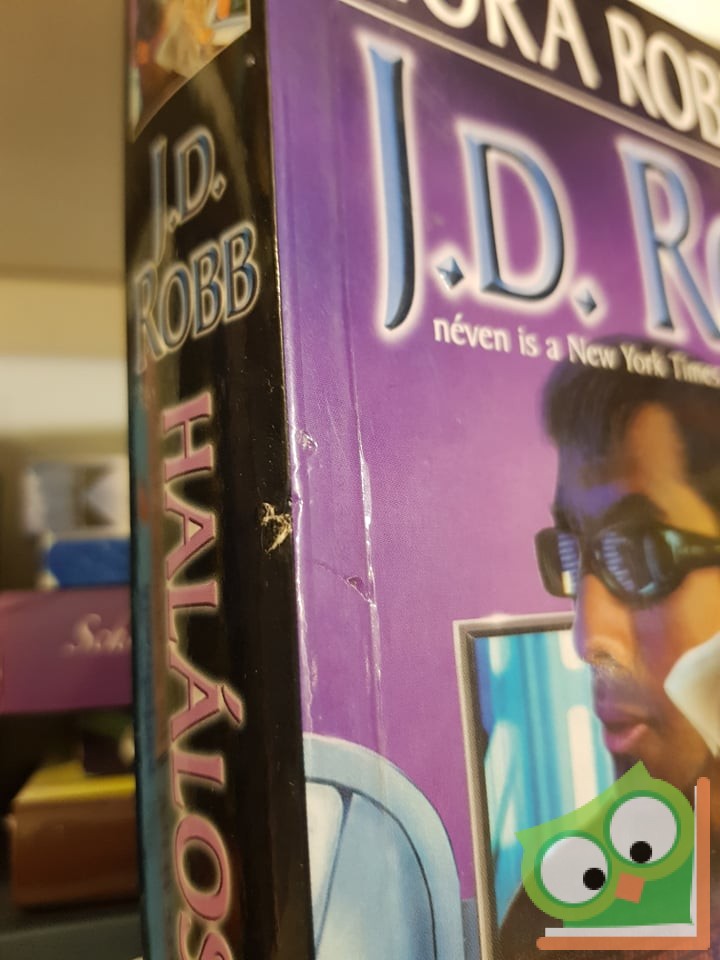 J.D.
ROBB
HALÁLOS
ORA ROB
J.D. R
néven is a New York Times